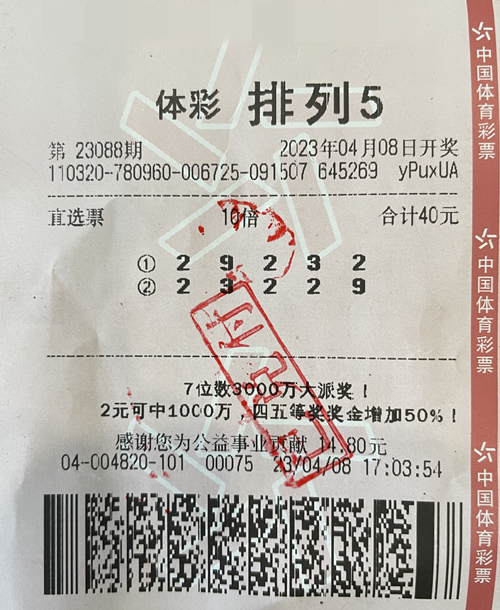 体彩 排列5
第 23088期 2023年04月08日开奖
110320-780960-006725-091507 645269 yPuxUA
直选票 10倍 合计40元
① 2 9 2 3 2
② 2 3 2 2 9
7位数3000万大派奖!
2元可中1000万,四五等奖奖金增加50%!
感谢您为公益事业贡献 14.80元
04-004820-101 00075 23/04/08 17:03:54
中国体育彩票
中国体育彩票
中国体育彩票